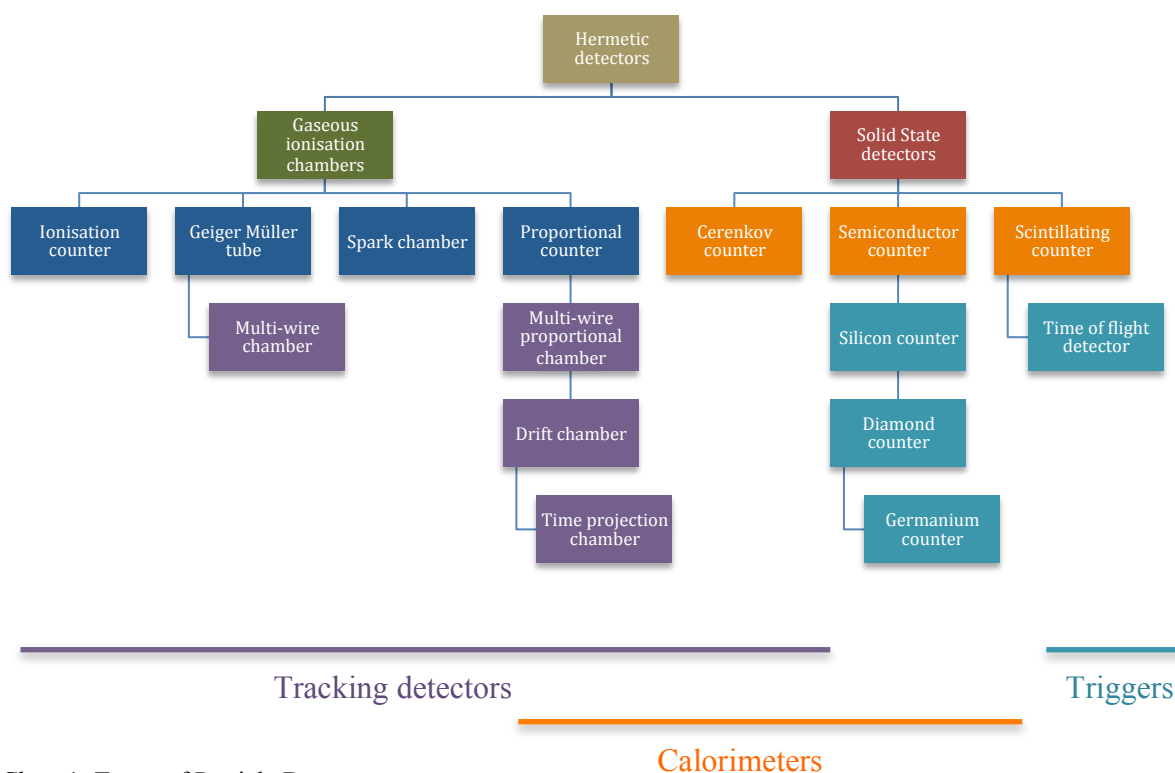 Hermetic
detectors
Gaseous
ionisation
chambers
Solid State
detectors
Ionisation
counter
Geiger Müller
tube
Spark chamber
Proportional
counter
Cerenkov
counter
Semiconductor
counter
Scintillating
counter
Multi-wire
chamber
Multi-wire
proportional
chamber
Silicon counter
Time of flight
detector
Drift chamber
Diamond
counter
Time projection
chamber
Germanium
counter
Tracking detectors
Triggers
Calorimeters